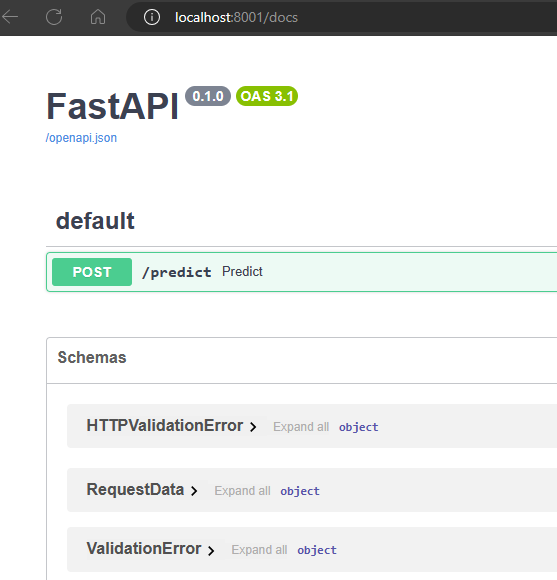 localhost:8001/docs
FastAPI 0.1.0 OAS 3.1
/openapi.json
default
POST /predict Predict
Schemas
HTTPValidationError Expand all object
RequestData Expand all object
ValidationError Expand all object